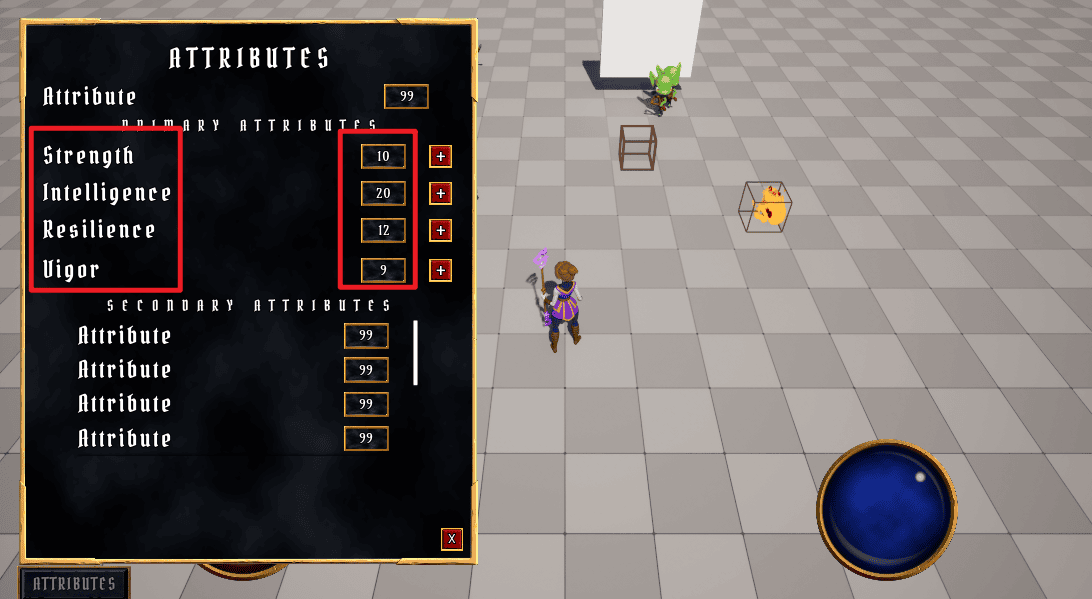 ATTRIBUTES
Attribute 99
PRIMARY ATTRIBUTES
Strength 10 +
Intelligence 20 +
Resilience 12 +
Vigor 9 +
SECONDARY ATTRIBUTES
Attribute 99
Attribute 99
Attribute 99
Attribute 99
X
ATTRIBUTES